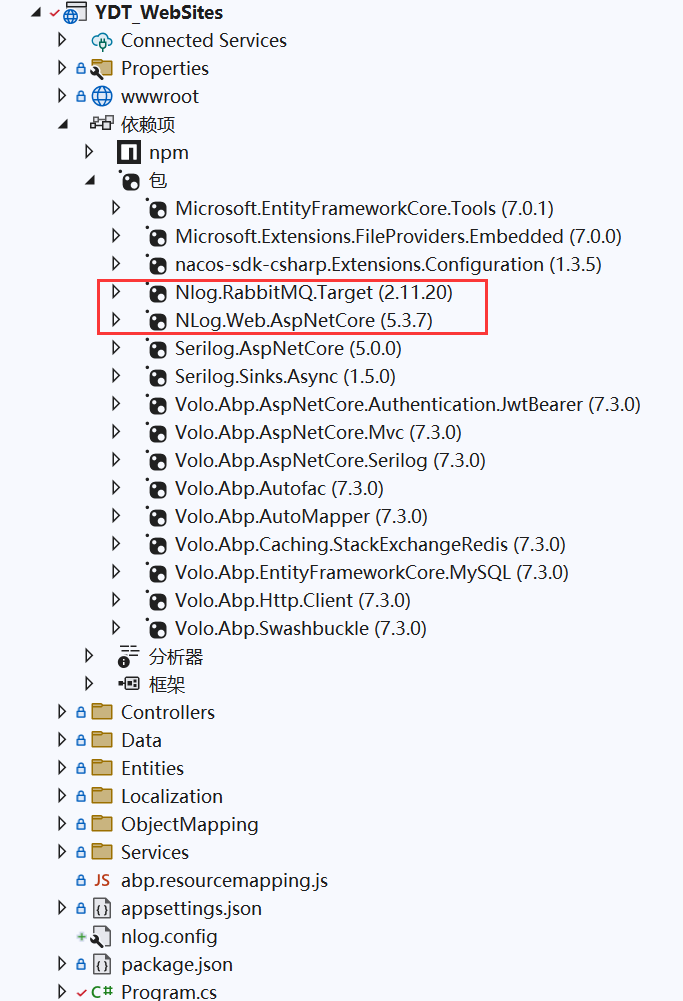 YDT_WebSites
Connected Services
Properties
wwwroot
依赖项
npm
包
Microsoft.EntityFrameworkCore.Tools (7.0.1)
Microsoft.Extensions.FileProviders.Embedded (7.0.0)
nacos-sdk-csharp.Extensions.Configuration (1.3.5)
Nlog.RabbitMQ.Target (2.11.20)
NLog.Web.AspNetCore (5.3.7)
Serilog.AspNetCore (5.0.0)
Serilog.Sinks.Async (1.5.0)
Volo.Abp.AspNetCore.Authentication.JwtBearer (7.3.0)
Volo.Abp.AspNetCore.Mvc (7.3.0)
Volo.Abp.AspNetCore.Serilog (7.3.0)
Volo.Abp.Autofac (7.3.0)
Volo.Abp.AutoMapper (7.3.0)
Volo.Abp.Caching.StackExchangeRedis (7.3.0)
Volo.Abp.EntityFrameworkCore.MySQL (7.3.0)
Volo.Abp.Http.Client (7.3.0)
Volo.Abp.Swashbuckle (7.3.0)
分析器
框架
Controllers
Data
Entities
Localization
ObjectMapping
Services
JS abp.resourcemapping.js
appsettings.json
nlog.config
package.json
C# Program.cs